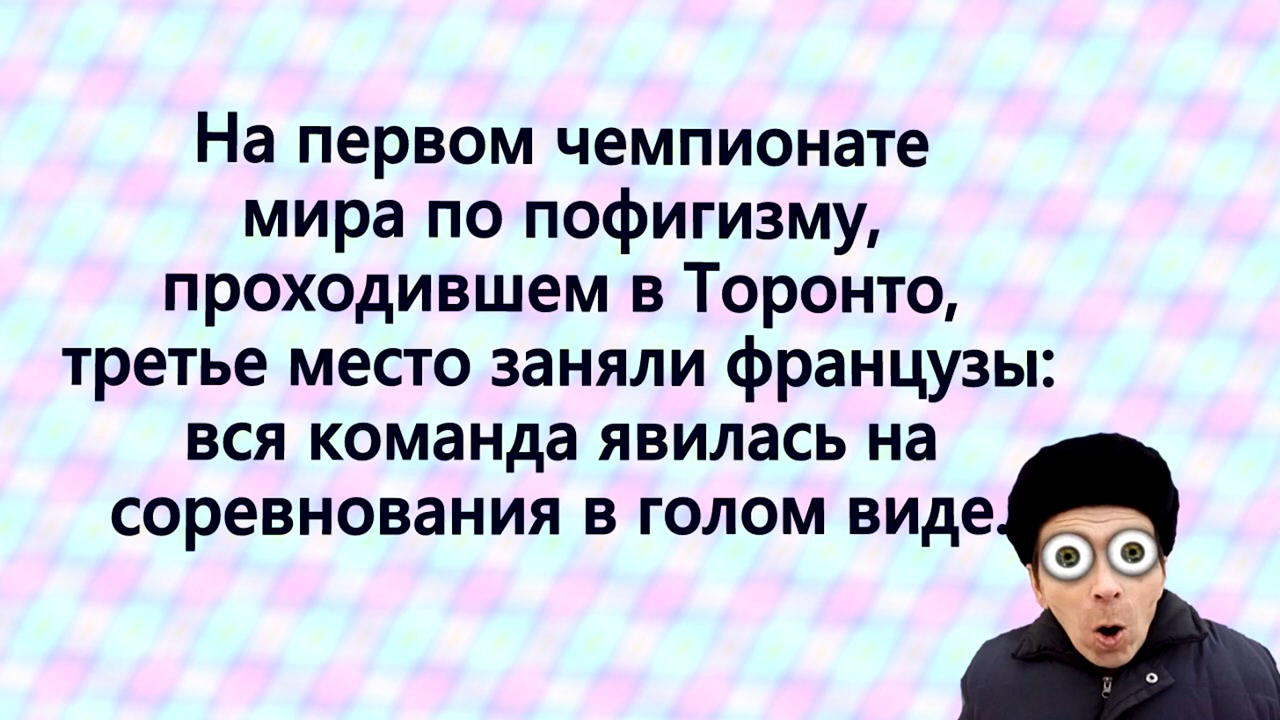 На первом чемпионате
мира по пофигизму,
проходившем в Торонто,
третье место заняли французы:
вся команда явилась на
соревнования в голом виде.